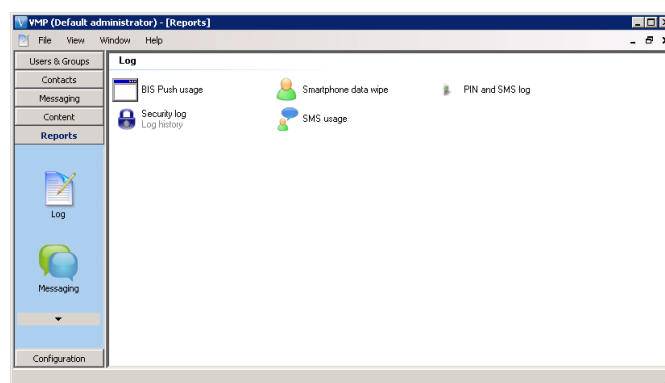 VMP (Default administrator) - [Reports]
File View Window Help
Users & Groups
Contacts
Messaging
Content
Reports
Log
Messaging
Configuration
Log
BIS Push usage
Smartphone data wipe
PIN and SMS log
Security log
Log history
SMS usage